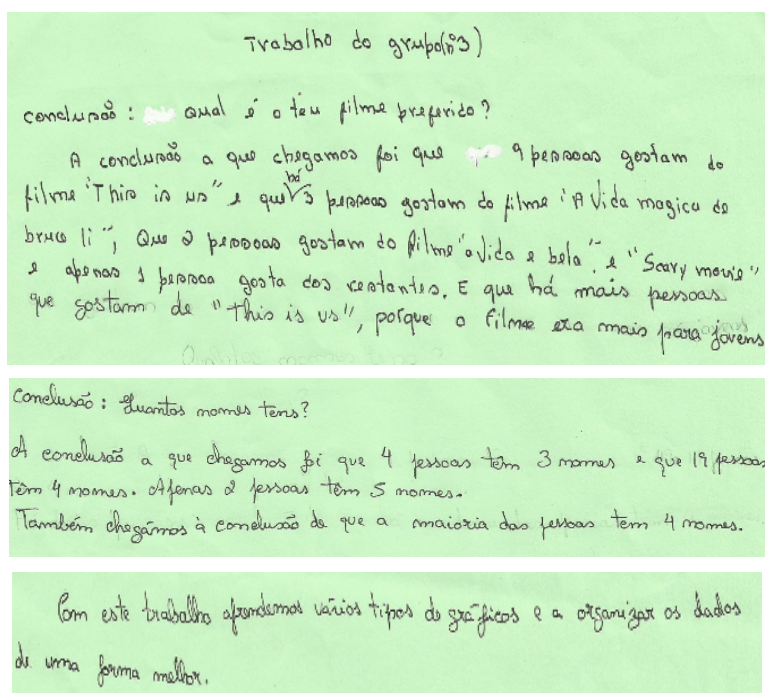 Trabalho do grupo(nº3)
conclusão: Qual é o teu filme preferido?
A conclusão a que chegamos foi que 9 pessoas gostam do
filme "This is us" e que há 3 pessoas gostam do filme "A Vida magica do
bruce li", Que 2 pessoas gostam do filme "a Vida e bela". e "Scary movie"
e apenas 1 pessoa gosta dos restantes. E que há mais pessoas
que gostam de "This is us", porque o filme era mais para jovens
Conclusão: Quantos nomes tens?
A conclusão a que chegamos foi que 4 pessoas têm 3 nomes e que 19 pessoas
têm 4 nomes. Apenas 2 pessoas têm 5 nomes.
Também chegámos à conclusão de que a maioria das pessoas tem 4 nomes.
Com este trabalho aprendemos vários tipos de gráficos e a organizar os dados
de uma forma melhor.